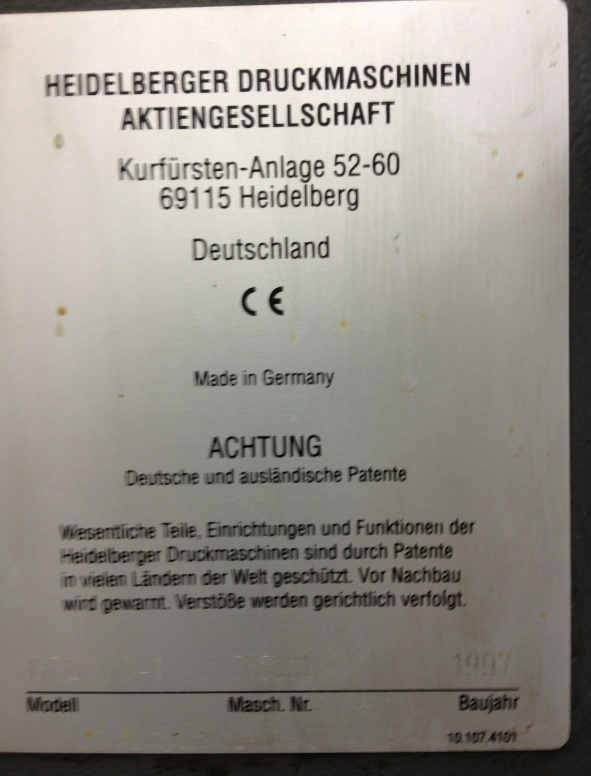 HEIDELBERGER DRUCKMASCHINEN
AKTIENGESELLSCHAFT
Kurfürsten-Anlage 52-60
69115 Heidelberg
Deutschland
CE
Made in Germany
ACHTUNG
Deutsche und ausländische Patente
Wesentliche Teile, Einrichtungen und Funktionen der
Heidelberger Druckmaschinen sind durch Patente
in vielen Ländern der Welt geschützt. Vor Nachbau
wird gewarnt. Verstöße werden gerichtlich verfolgt.
1997
Modell Masch. Nr. Baujahr
10.107.4101